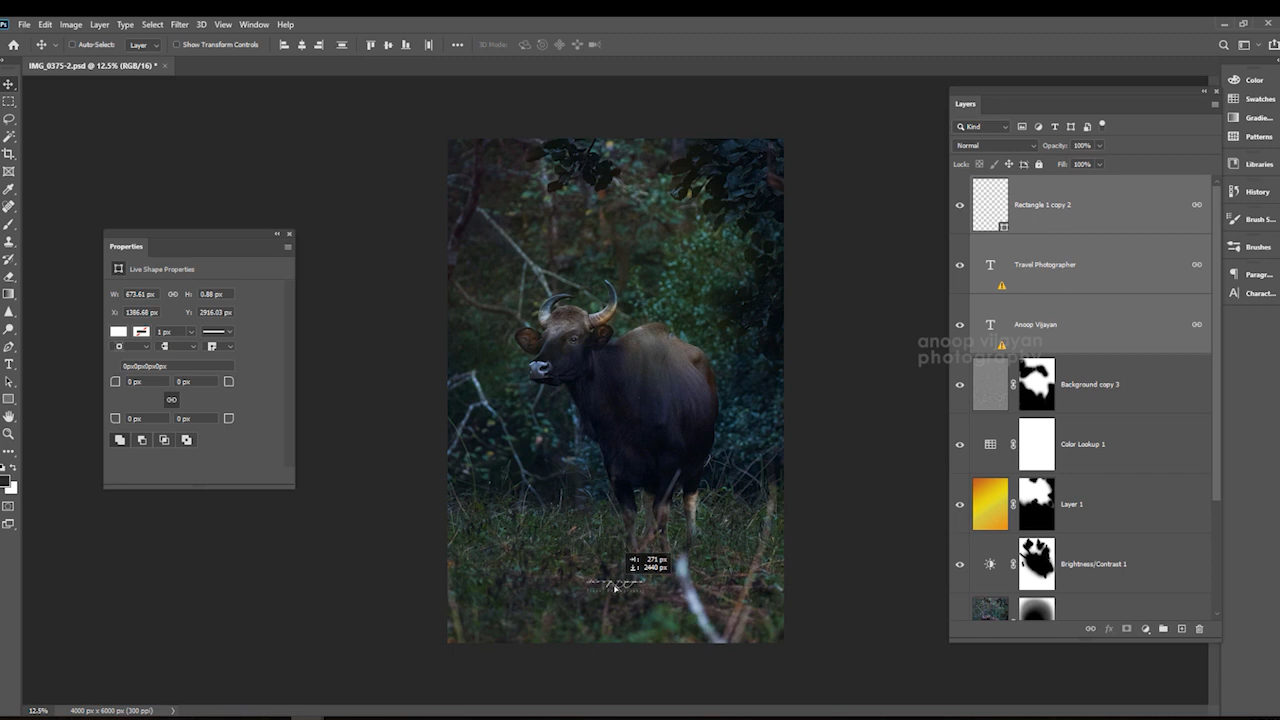 Ps File Edit Image Layer Type Select Filter 3D View Window Help
Auto-Select: Layer Show Transform Controls 3D Mode:
IMG_0375-2.psd @ 12.5% (RGB/16) * ×
Properties
Live Shape Properties
W: 673.61 px H: 0.88 px
X: 1386.68 px Y: 2916.03 px
1 px
0px0px0px0px
0 px 0 px
0 px 0 px
271 px
2440 px
Layers
Kind
Normal Opacity: 100%
Lock: Fill: 100%
Rectangle 1 copy 2
Travel Photographer
Anoop Vijayan
anoop vijayan
photography
Background copy 3
Color Lookup 1
Layer 1
Brightness/Contrast 1
Color
Swatches
Gradie...
Patterns
Libraries
History
Brush S...
Brushes
Paragr...
Charact...
12.5% 4000 px x 6000 px (300 ppi)